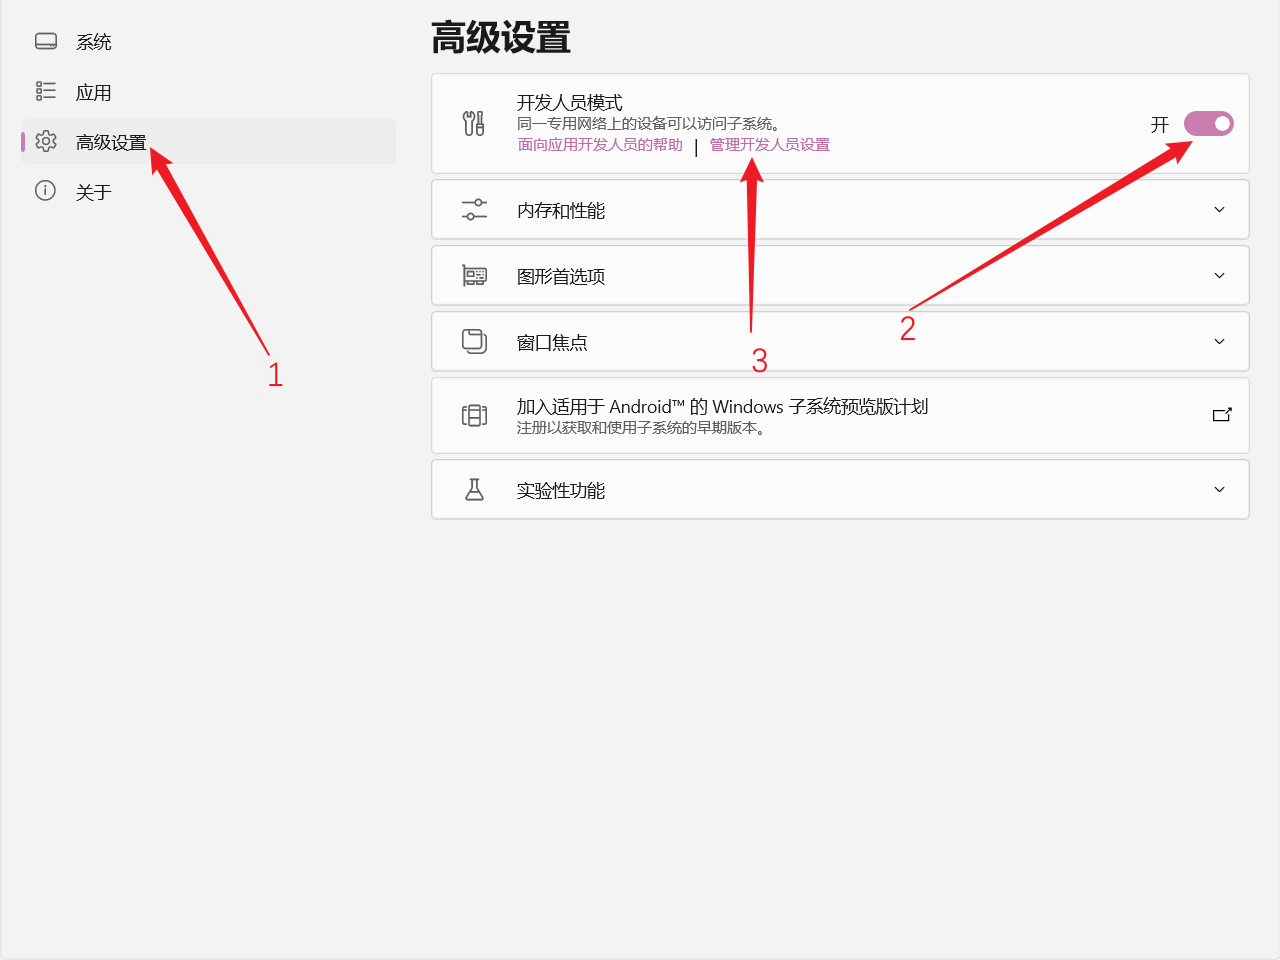 系统
应用
高级设置
关于
1
高级设置
开发人员模式
同一专用网络上的设备可以访问子系统。
面向应用开发人员的帮助 | 管理开发人员设置
开
内存和性能
图形首选项
2
窗口焦点
3
加入适用于 Android™ 的 Windows 子系统预览版计划
注册以获取和使用子系统的早期版本。
实验性功能